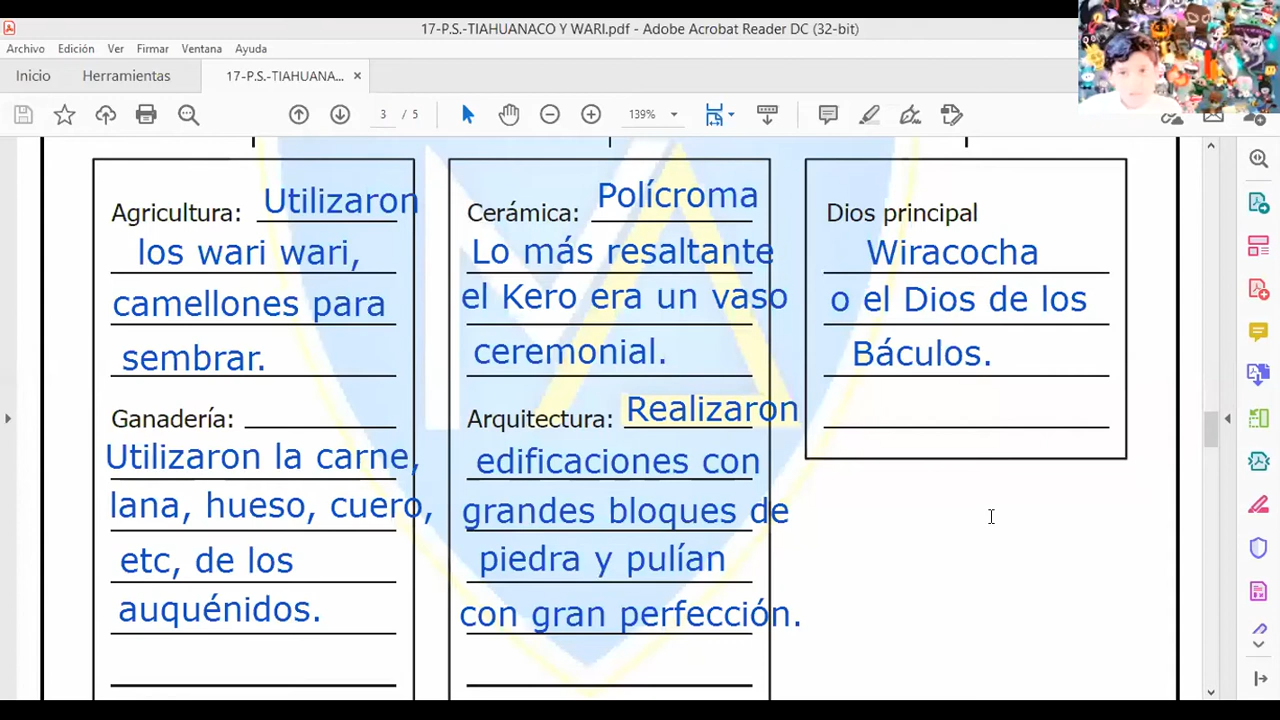 17-P.S.-TIAHUANACO Y WARI.pdf - Adobe Acrobat Reader DC (32-bit)
Archivo Edición Ver Firmar Ventana Ayuda
Inicio Herramientas 17-P.S.-TIAHUANA... ×
3 / 5 139%
Agricultura: Utilizaron
los wari wari,
camellones para
sembrar.
Ganadería:
Utilizaron la carne,
lana, hueso, cuero,
etc, de los
auquénidos.
Cerámica: Polícroma
Lo más resaltante
el Kero era un vaso
ceremonial.
Arquitectura: Realizaron
edificaciones con
grandes bloques de
piedra y pulían
con gran perfección.
Dios principal
Wiracocha
o el Dios de los
Báculos.